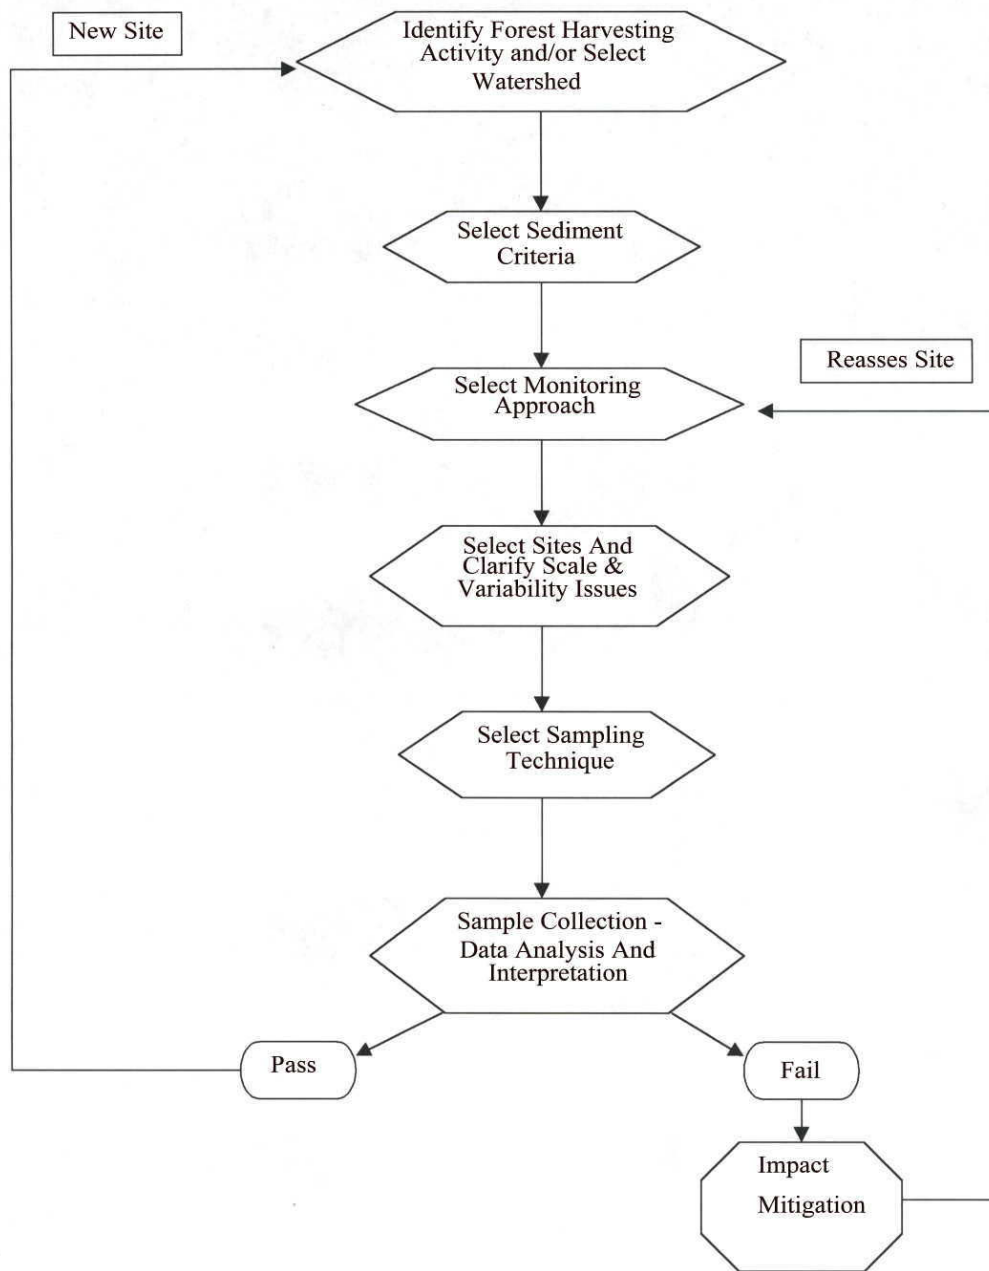 New Site
Identify Forest Harvesting
Activity and/or Select
Watershed
Select Sediment
Criteria
Reasses Site
Select Monitoring
Approach
Select Sites And
Clarify Scale &
Variability Issues
Select Sampling
Technique
Sample Collection -
Data Analysis And
Interpretation
Pass
Fail
Impact
Mitigation